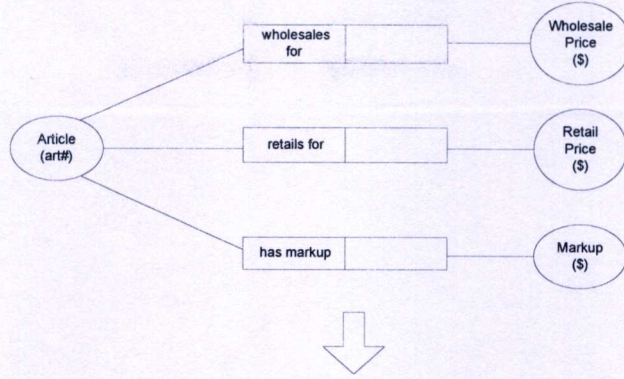 wholesales
for
Wholesale
Price
($)
Article
(art#)
retails for
Retail
Price
($)
has markup
Markup
($)